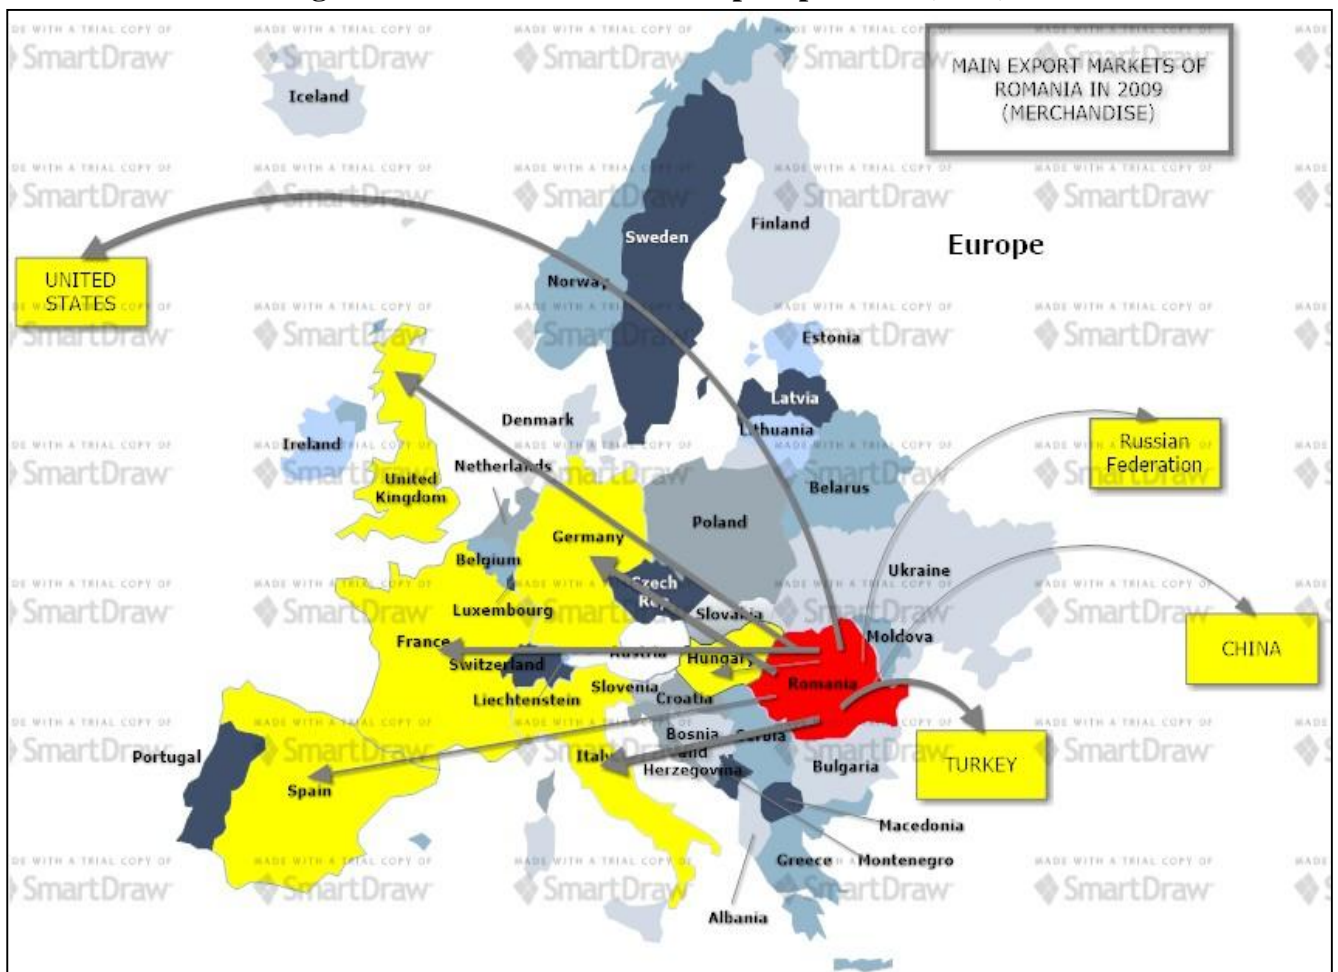 MAIN EXPORT MARKETS OF
ROMANIA IN 2009
(MERCHANDISE)
Iceland
Sweden
Finland
Europe
UNITED
STATES
Norway
Estonia
Latvia
Lithuania
Denmark
Russian
Federation
Ireland
Netherlands
United
Kingdom
Belarus
Poland
Germany
Belgium
Ukraine
Czech
Rep.
Luxembourg
Slovakia
Moldova
France
Austria
Hungary
CHINA
Switzerland
Liechtenstein
Slovenia
Romania
Croatia
Bosnia
and
Herzegovina
Serbia
Portugal
Italy
Bulgaria
TURKEY
Spain
Macedonia
Greece
Montenegro
Albania
MADE WITH A TRIAL COPY OF
SmartDraw